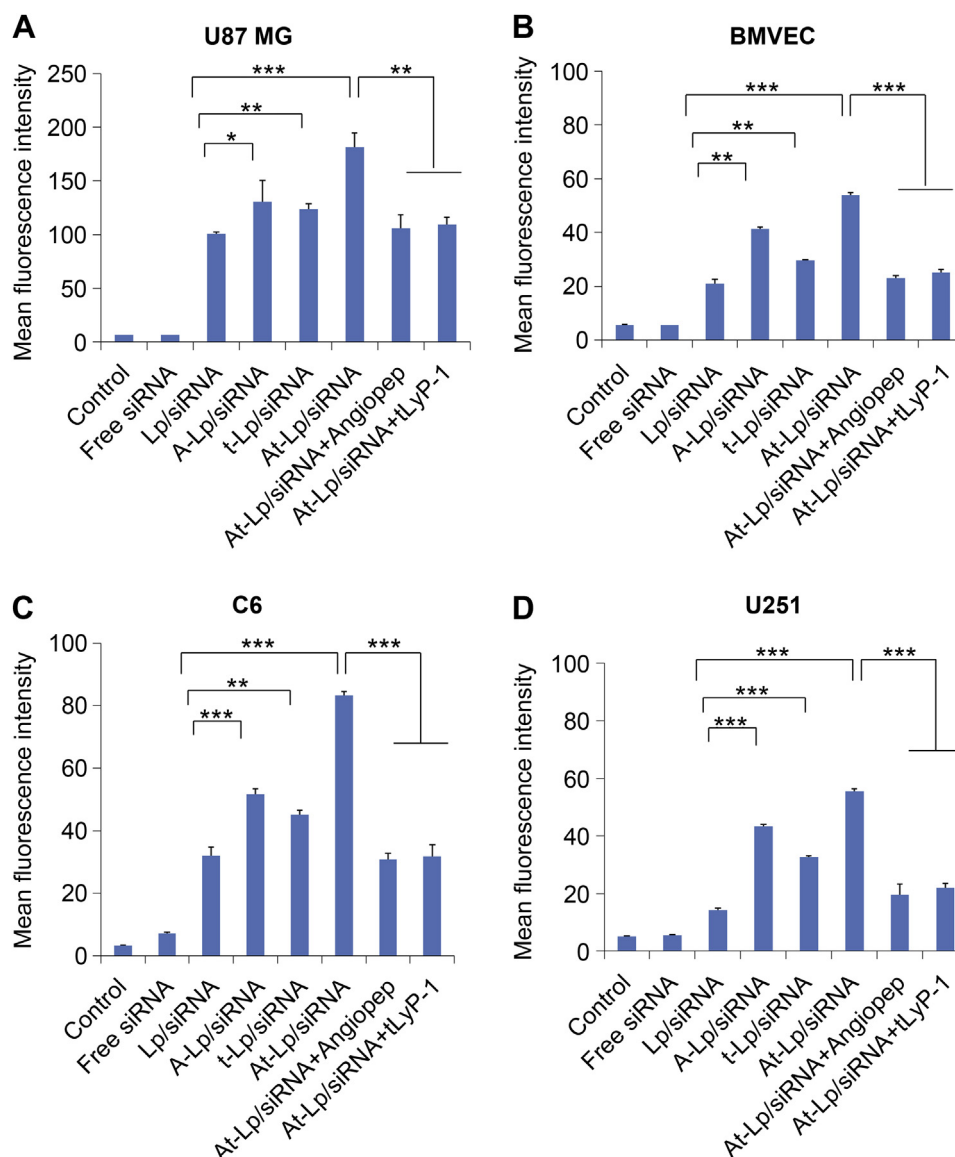 A
U87 MG
Mean fluorescence intensity
250
200
150
100
50
0
***
**
**
*
Control
Free siRNA
Lp/siRNA
A-Lp/siRNA
t-Lp/siRNA
At-Lp/siRNA
At-Lp/siRNA+Angiopep
At-Lp/siRNA+tLyP-1
B
BMVEC
Mean fluorescence intensity
100
80
60
40
20
0
***
***
**
**
Control
Free siRNA
Lp/siRNA
A-Lp/siRNA
t-Lp/siRNA
At-Lp/siRNA
At-Lp/siRNA+Angiopep
At-Lp/siRNA+tLyP-1
C
C6
Mean fluorescence intensity
100
80
60
40
20
0
***
***
**
***
Control
Free siRNA
Lp/siRNA
A-Lp/siRNA
t-Lp/siRNA
At-Lp/siRNA
At-Lp/siRNA+Angiopep
At-Lp/siRNA+tLyP-1
D
U251
Mean fluorescence intensity
100
80
60
40
20
0
***
***
***
***
Control
Free siRNA
Lp/siRNA
A-Lp/siRNA
t-Lp/siRNA
At-Lp/siRNA
At-Lp/siRNA+Angiopep
At-Lp/siRNA+tLyP-1